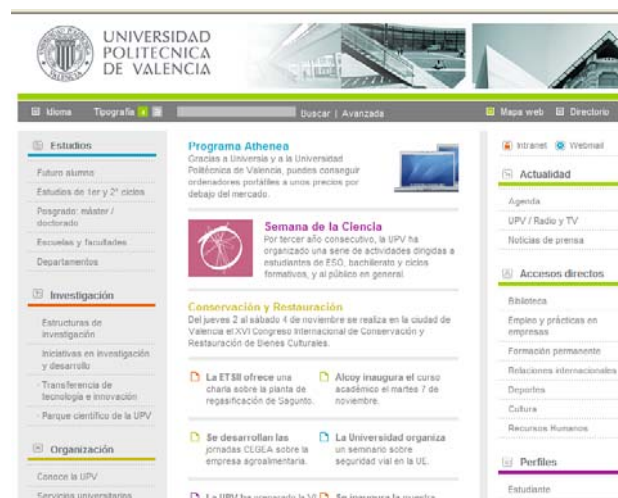 UNIVERSIDAD
POLITECNICA
DE VALENCIA
Idioma
Tipografía
Buscar | Avanzada
Mapa web
Directorio
Estudios
Futuro alumno
Estudios de 1er y 2º ciclos
Posgrado: máster /
doctorado
Escuelas y facultades
Departamentos
Investigación
Estructuras de
investigación
Iniciativas en investigación
y desarrollo
· Transferencia de
tecnología e innovación
· Parque científico de la UPV
Organización
Conoce la UPV
Servicios universitarios
Programa Athenea
Gracias a Universia y a la Universidad
Politécnica de Valencia, puedes conseguir
ordenadores portátiles a unos precios por
debajo del mercado.
Semana de la Ciencia
Por tercer año consecutivo, la UPV ha
organizado una serie de actividades dirigidas a
estudiantes de ESO, bachillerato y ciclos
formativos, y al público en general.
Conservación y Restauración
Del jueves 2 al sábado 4 de noviembre se realiza en la ciudad de
Valencia el XVI Congreso Internacional de Conservación y
Restauración de Bienes Culturales.
La ETSII ofrece una
charla sobre la planta de
regasificación de Sagunto.
Alcoy inaugura el curso
académico el martes 7 de
noviembre.
Se desarrollan las
jornadas CEGEA sobre la
empresa agroalimentaria.
La Universidad organiza
un seminario sobre
seguridad vial en la UE.
La UPV ha preparado la VI
Se inaugura la muestra
Intranet
Webmail
Actualidad
Agenda
UPV / Radio y TV
Noticias de prensa
Accesos directos
Biblioteca
Empleo y prácticas en
empresas
Formación permanente
Relaciones internacionales
Deportes
Cultura
Recursos Humanos
Perfiles
Estudiante